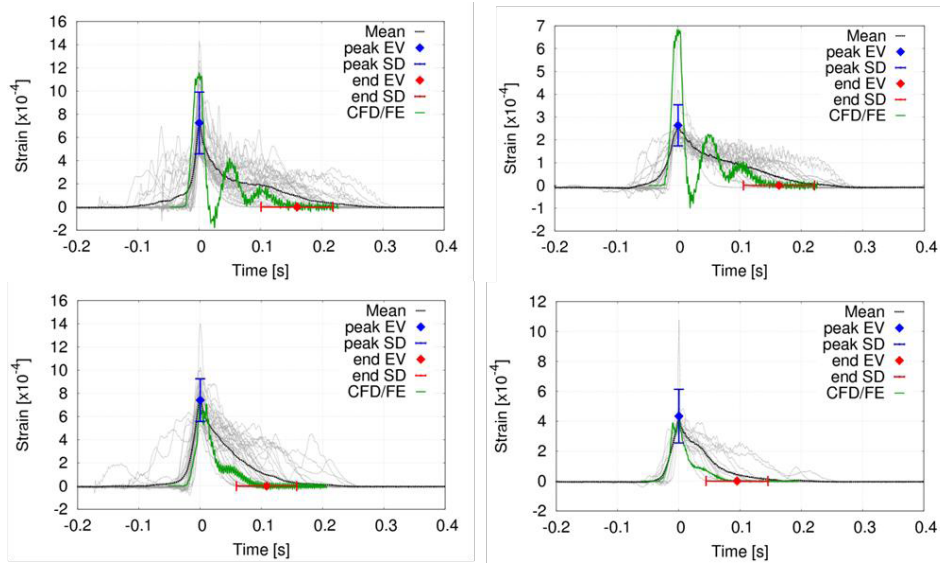 16
14
12
10
8
6
4
2
0
-2
Strain [x10⁻⁴]
-0.2 -0.1 0 0.1 0.2 0.3 0.4
Time [s]
Mean
peak EV
peak SD
end EV
end SD
CFD/FE
7
6
5
4
3
2
1
0
-1
Strain [x10⁻⁴]
-0.2 -0.1 0 0.1 0.2 0.3 0.4
Time [s]
Mean
peak EV
peak SD
end EV
end SD
CFD/FE
16
14
12
10
8
6
4
2
0
-2
Strain [x10⁻⁴]
-0.2 -0.1 0 0.1 0.2 0.3 0.4
Time [s]
Mean
peak EV
peak SD
end EV
end SD
CFD/FE
12
10
8
6
4
2
0
-2
Strain [x10⁻⁴]
-0.2 -0.1 0 0.1 0.2 0.3 0.4
Time [s]
Mean
peak EV
peak SD
end EV
end SD
CFD/FE